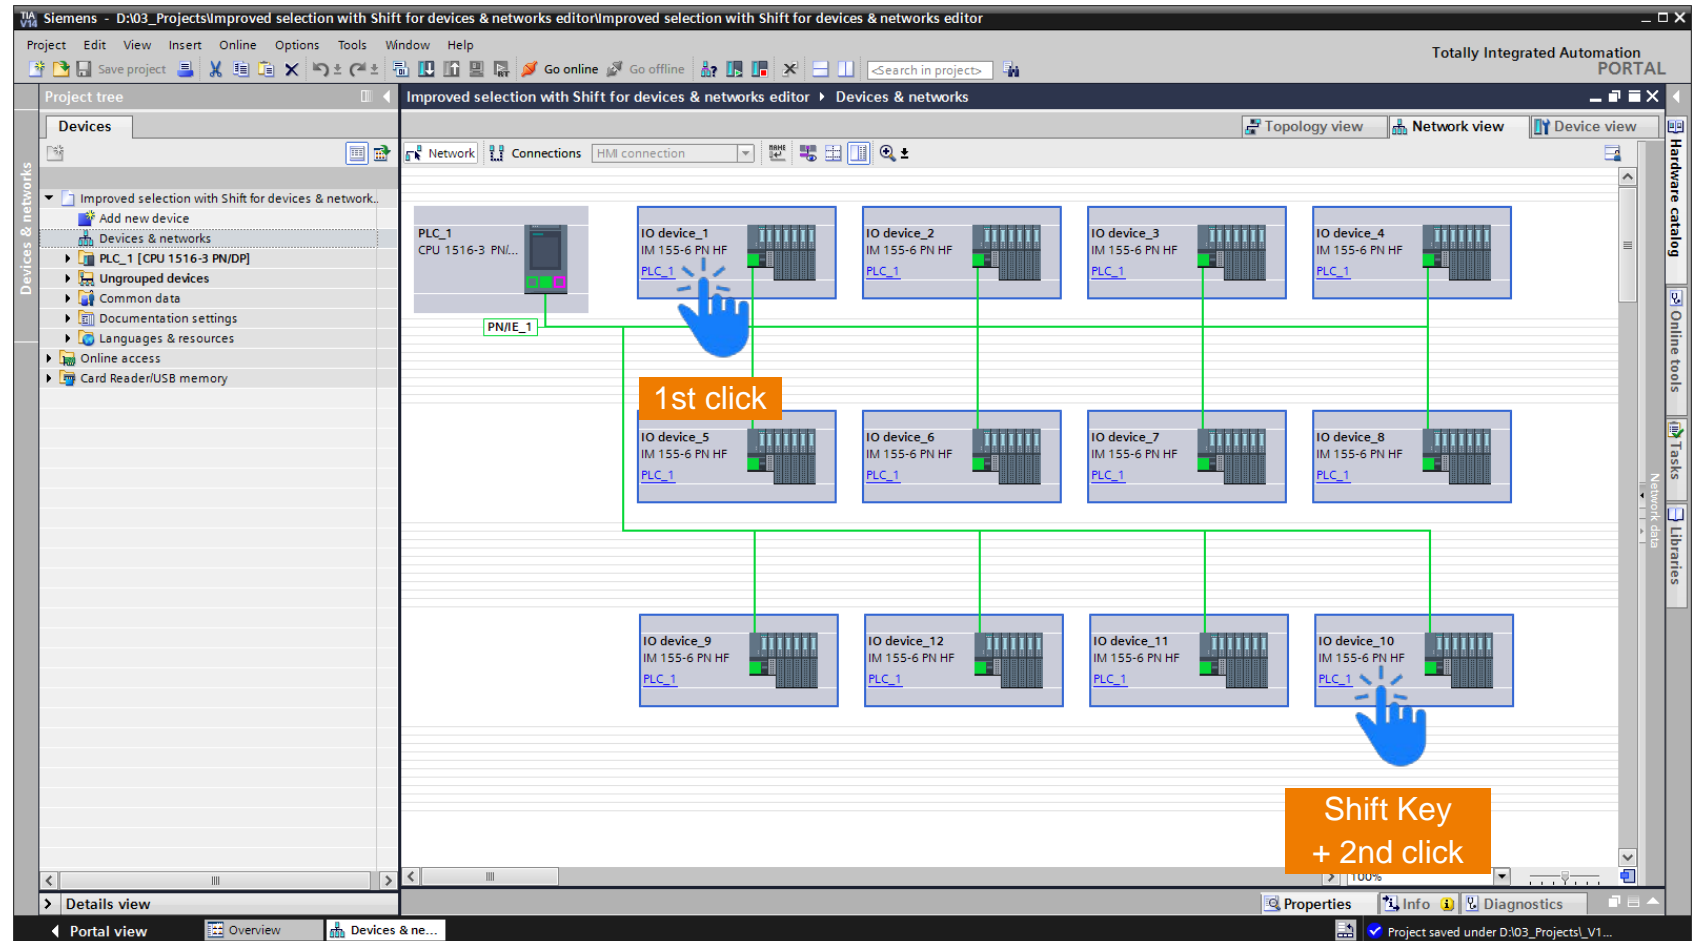 TIA V14 Siemens - D:\03_Projects\Improved selection with Shift for devices & networks editor\Improved selection with Shift for devices & networks editor
Project Edit View Insert Online Options Tools Window Help
Totally Integrated Automation
PORTAL
Save project Go online Go offline <Search in project>
Project tree
Improved selection with Shift for devices & networks editor Devices & networks
Devices
Topology view Network view Device view
Network Connections HMI connection
Devices & networks
Improved selection with Shift for devices & network..
Add new device
Devices & networks
PLC_1 [CPU 1516-3 PN/DP]
Ungrouped devices
Common data
Documentation settings
Languages & resources
Online access
Card Reader/USB memory
PLC_1
CPU 1516-3 PN/...
IO device_1
IM 155-6 PN HF
PLC_1
IO device_2
IM 155-6 PN HF
PLC_1
IO device_3
IM 155-6 PN HF
PLC_1
IO device_4
IM 155-6 PN HF
PLC_1
PN/IE_1
1st click
IO device_5
IM 155-6 PN HF
PLC_1
IO device_6
IM 155-6 PN HF
PLC_1
IO device_7
IM 155-6 PN HF
PLC_1
IO device_8
IM 155-6 PN HF
PLC_1
IO device_9
IM 155-6 PN HF
PLC_1
IO device_12
IM 155-6 PN HF
PLC_1
IO device_11
IM 155-6 PN HF
PLC_1
IO device_10
IM 155-6 PN HF
PLC_1
Shift Key
+ 2nd click
100%
Network data
Hardware catalog
Online tools
Tasks
Libraries
Details view
Properties Info Diagnostics
Portal view Overview Devices & ne...
Project saved under D:\03_Projects\_V1...